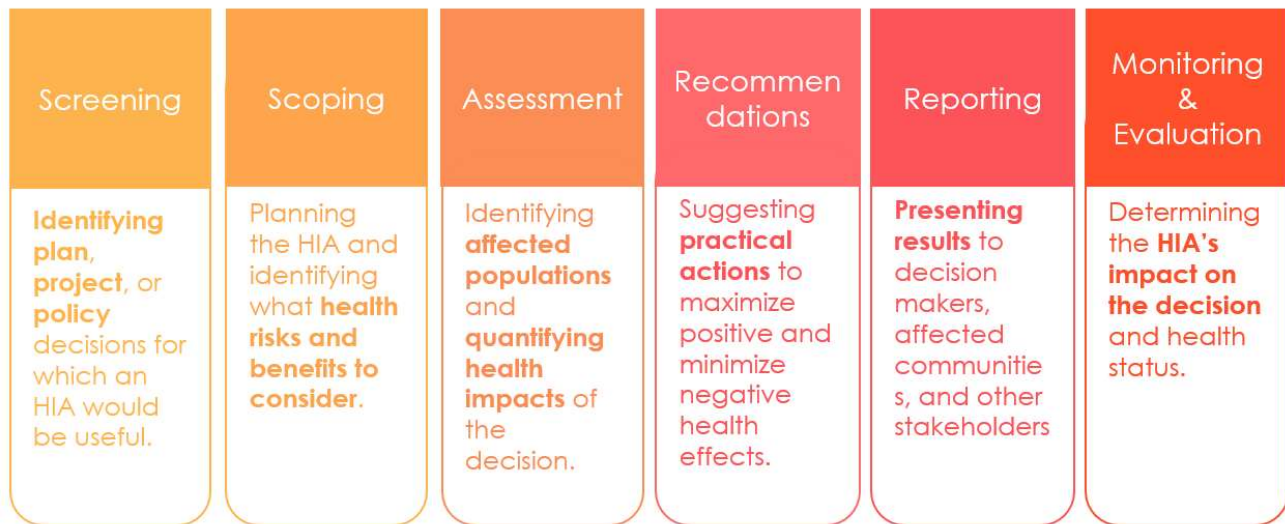 Screening
Identifying
plan,
project, or
policy
decisions for
which an
HIA would
be useful.
Scoping
Planning
the HIA and
identifying
what health
risks and
benefits to
consider.
Assessment
Identifying
affected
populations
and
quantifying
health
impacts of
the
decision.
Recommen
dations
Suggesting
practical
actions to
maximize
positive and
minimize
negative
health
effects.
Reporting
Presenting
results to
decision
makers,
affected
communitie
s, and other
stakeholders
Monitoring
&
Evaluation
Determining
the HIA's
impact on
the decision
and health
status.